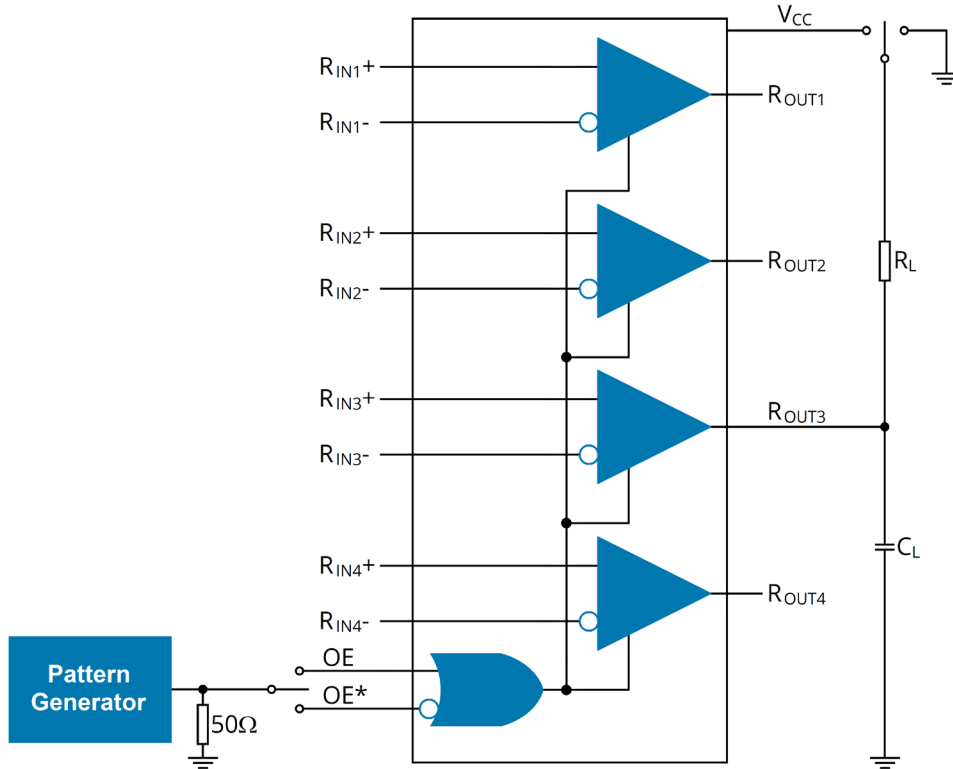 VCC
RIN1+
ROUT1
RIN1-
RIN2+
ROUT2
RIN2-
RL
RIN3+
ROUT3
RIN3-
CL
RIN4+
ROUT4
RIN4-
OE
Pattern
Generator
OE*
50Ω